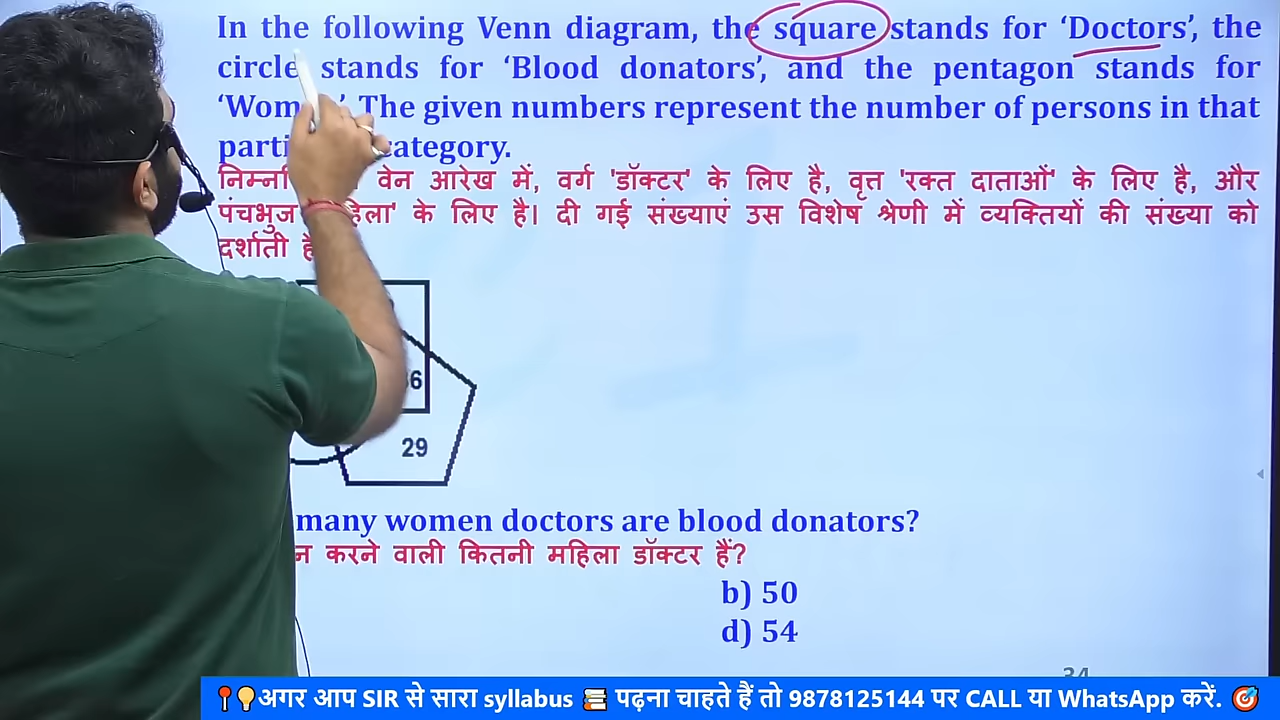 In the following Venn diagram, the square stands for ‘Doctors’, the
circle stands for ‘Blood donators’, and the pentagon stands for
The given numbers represent the number of persons in that
category.
वेन आरेख में, वर्ग 'डॉक्टर' के लिए है, वृत्त 'रक्त दाताओं' के लिए है, और
पंचभुज के लिए है। दी गई संख्याएं उस विशेष श्रेणी में व्यक्तियों की संख्या को
दर्शाती
29
many women doctors are blood donators?
करने वाली कितनी महिला डॉक्टर हैं?
b) 50
d) 54
अगर आप SIR से सारा syllabus पढ़ना चाहते हैं तो 9878125144 पर CALL या WhatsApp करें.